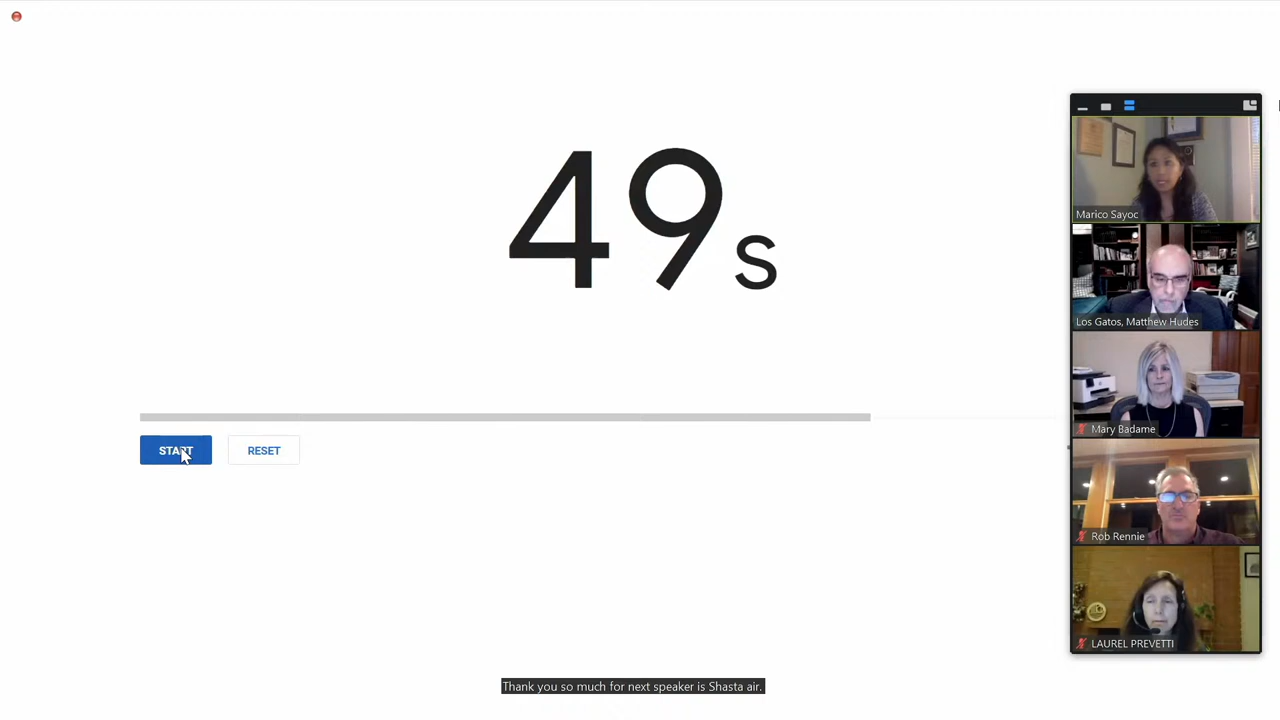 49s
START
RESET
Marico Sayoc
Los Gatos, Matthew Hudes
Mary Badame
Rob Rennie
LAUREL PREVETTI
Thank you so much for next speaker is Shasta air.